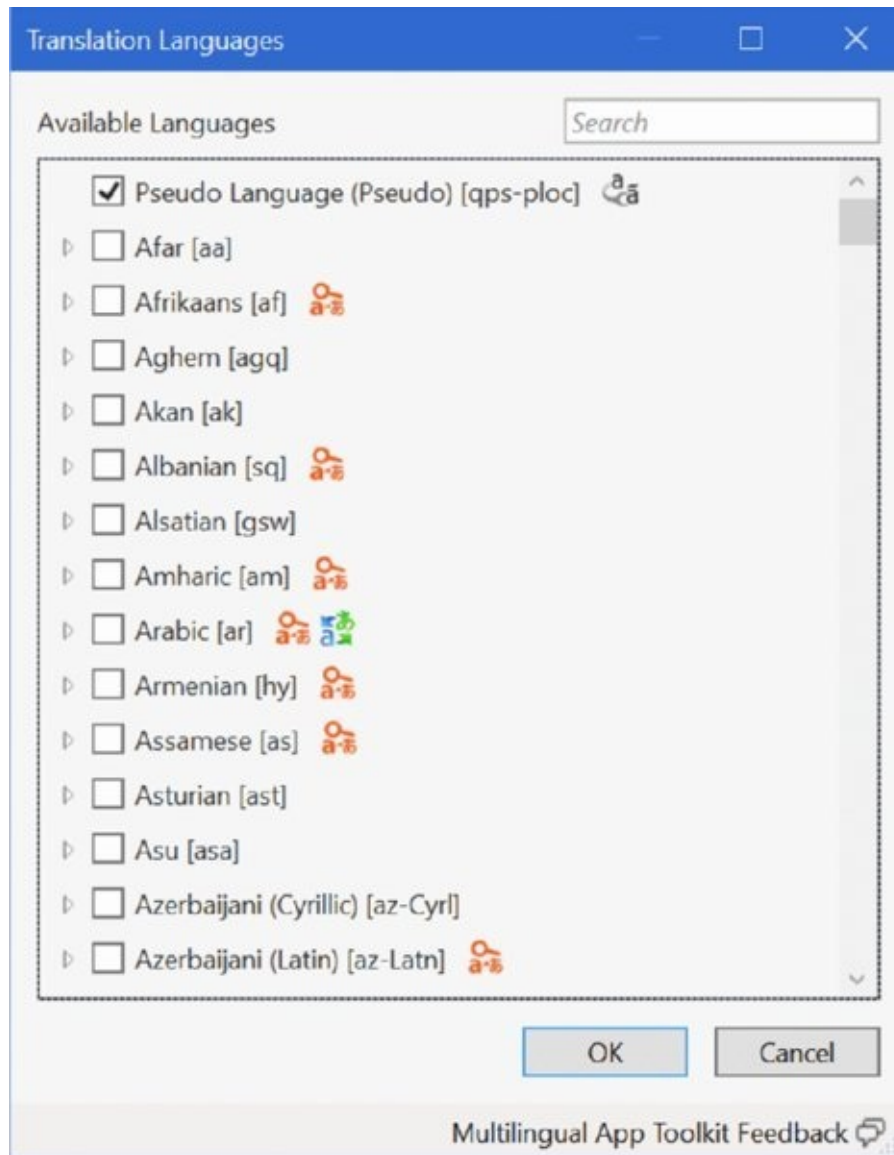 Translation Languages
Available Languages
Search
Pseudo Language (Pseudo) [qps-ploc]
Afar [aa]
Afrikaans [af]
Aghem [agq]
Akan [ak]
Albanian [sq]
Alsatian [gsw]
Amharic [am]
Arabic [ar]
Armenian [hy]
Assamese [as]
Asturian [ast]
Asu [asa]
Azerbaijani (Cyrillic) [az-Cyrl]
Azerbaijani (Latin) [az-Latn]
OK
Cancel
Multilingual App Toolkit Feedback